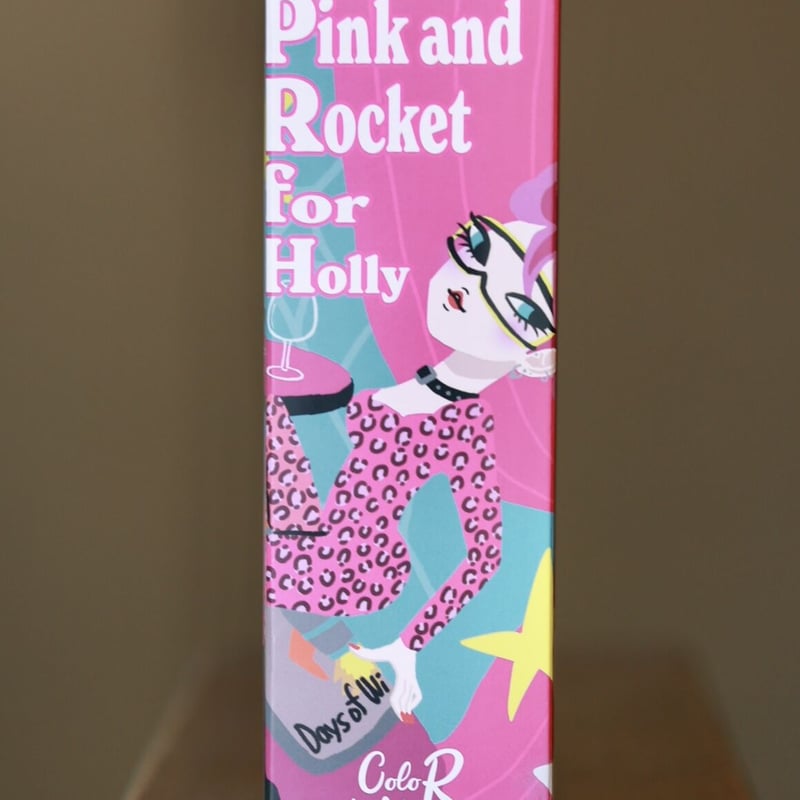 Pink and
Rocket
for
Holly
Days of Wi
ColoR